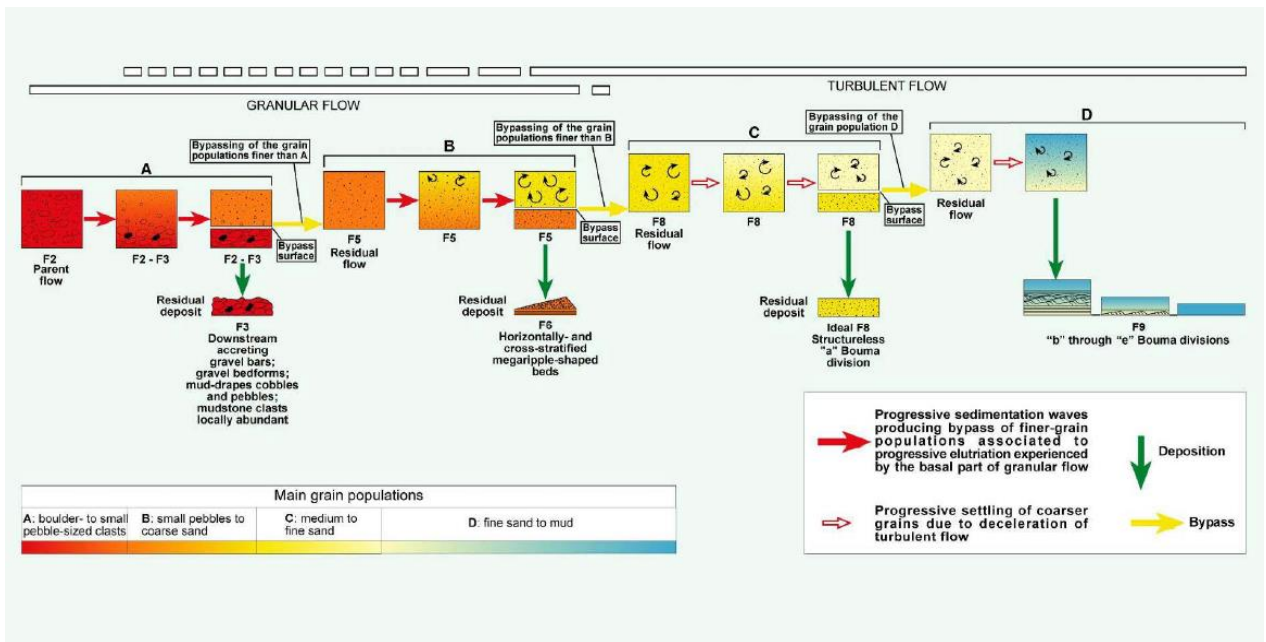 GRANULAR FLOW
TURBULENT FLOW
A
Bypassing of the grain
populations finer than A
B
Bypassing of the grain
populations finer than B
C
Bypassing of the
grain population D
D
F2
Parent
flow
F2 - F3
F2 - F3
Bypass
surface
F5
Residual
flow
F5
F5
Bypass
surface
F8
Residual
flow
F8
F8
Bypass
surface
Residual
flow
Residual
deposit
F3
Downstream
accreting
gravel bars;
gravel bedforms;
mud-drapes cobbles
and pebbles;
mudstone clasts
locally abundant
Residual
deposit
F6
Horizontally- and
cross-stratified
megaripple-shaped
beds
Residual
deposit
Ideal F8
Structureless
"a" Bouma
division
F9
"b" through "e" Bouma divisions
Main grain populations
A: boulder- to small
pebble-sized clasts
B: small pebbles to
coarse sand
C: medium to
fine sand
D: fine sand to mud
Progressive sedimentation waves
producing bypass of finer-grain
populations associated to
progressive elutriation experienced
by the basal part of granular flow
Deposition
Progressive settling of coarser
grains due to deceleration of
turbulent flow
Bypass